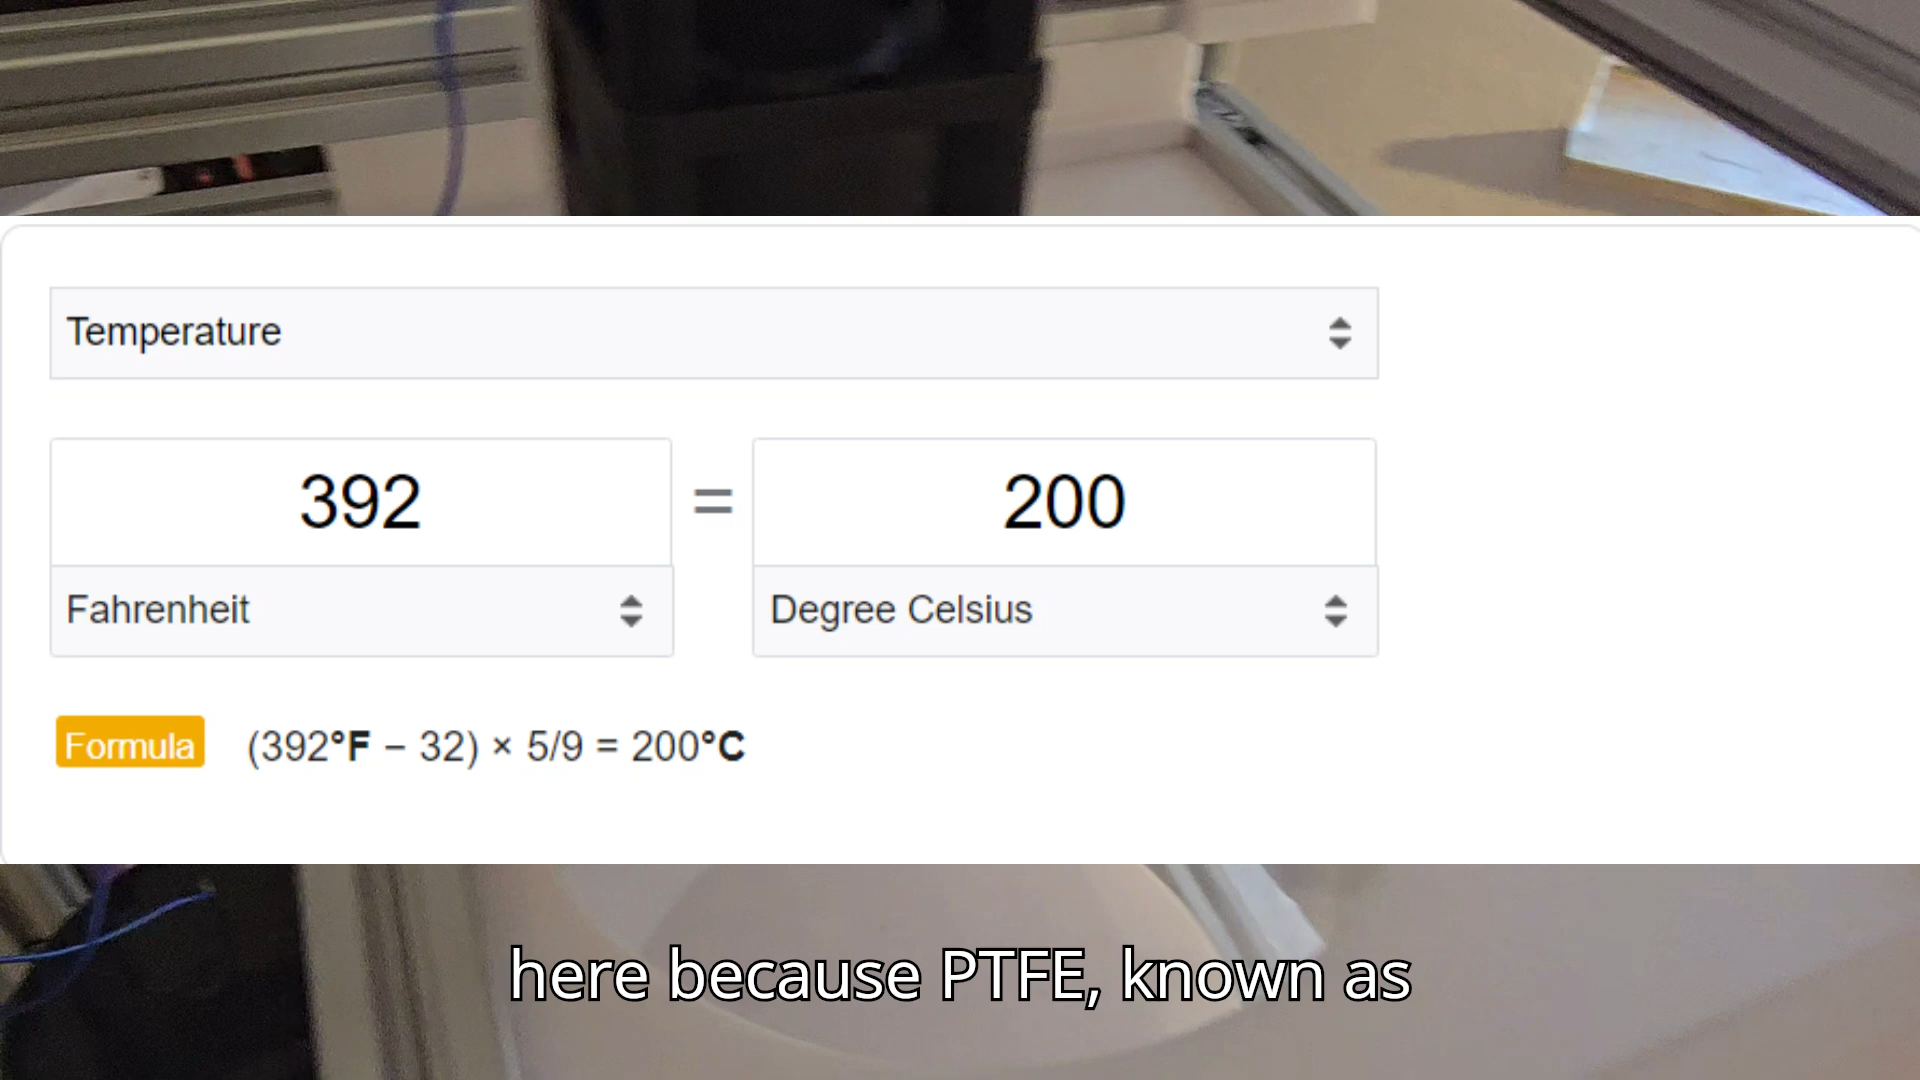 Temperature
392 = 200
Fahrenheit Degree Celsius
Formula (392°F − 32) × 5/9 = 200°C
here because PTFE, known as